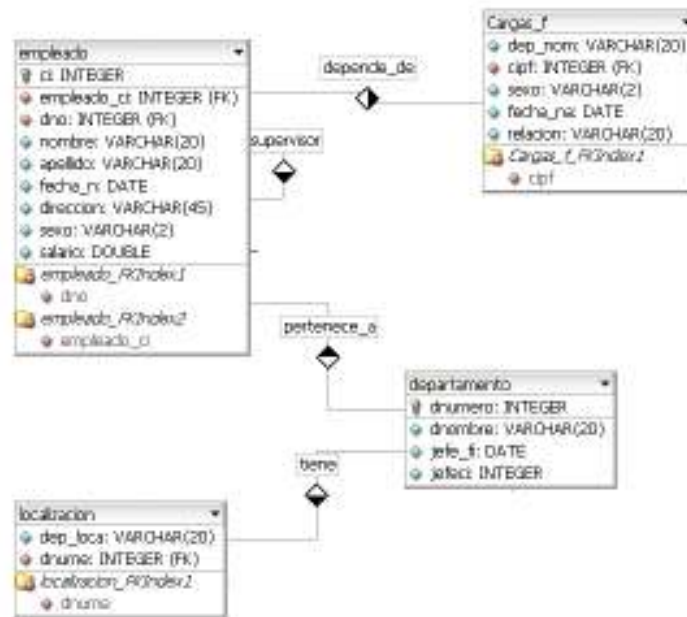 empleado
ci: INTEGER
empleado_ci: INTEGER (FK)
dno: INTEGER (FK)
nombre: VARCHAR(20)
apellido: VARCHAR(20)
fecha_n: DATE
direccion: VARCHAR(45)
sexo: VARCHAR(2)
salario: DOUBLE
empleado_FKIndex1
dno
empleado_FKIndex2
empleado_ci
depende_de
supervisor
Cargas_f
dep_nom: VARCHAR(20)
cipf: INTEGER (FK)
sexo: VARCHAR(2)
fecha_na: DATE
relacion: VARCHAR(20)
Cargas_f_FKIndex1
cipf
pertenece_a
departamento
dnumero: INTEGER
dnombre: VARCHAR(20)
jefe_fi: DATE
jefeci: INTEGER
tiene
localizacion
dep_loca: VARCHAR(20)
dnume: INTEGER (FK)
localizacion_FKIndex1
dnume